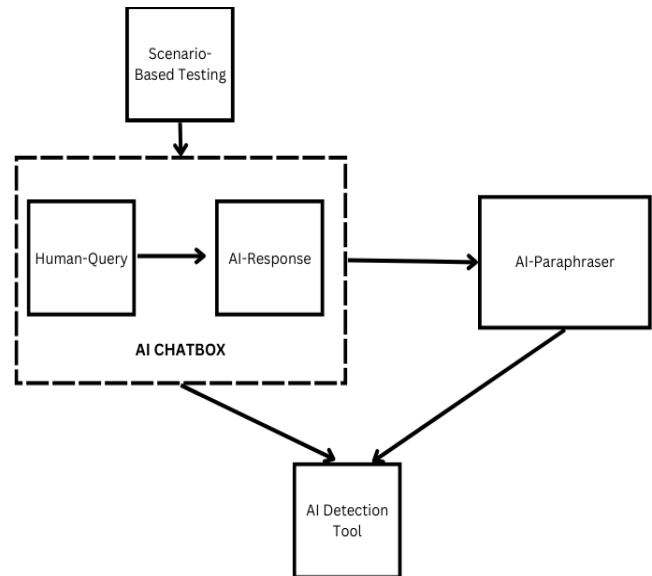 Scenario-
Based Testing
Human-Query
AI-Response
AI CHATBOX
AI-Paraphraser
AI Detection
Tool